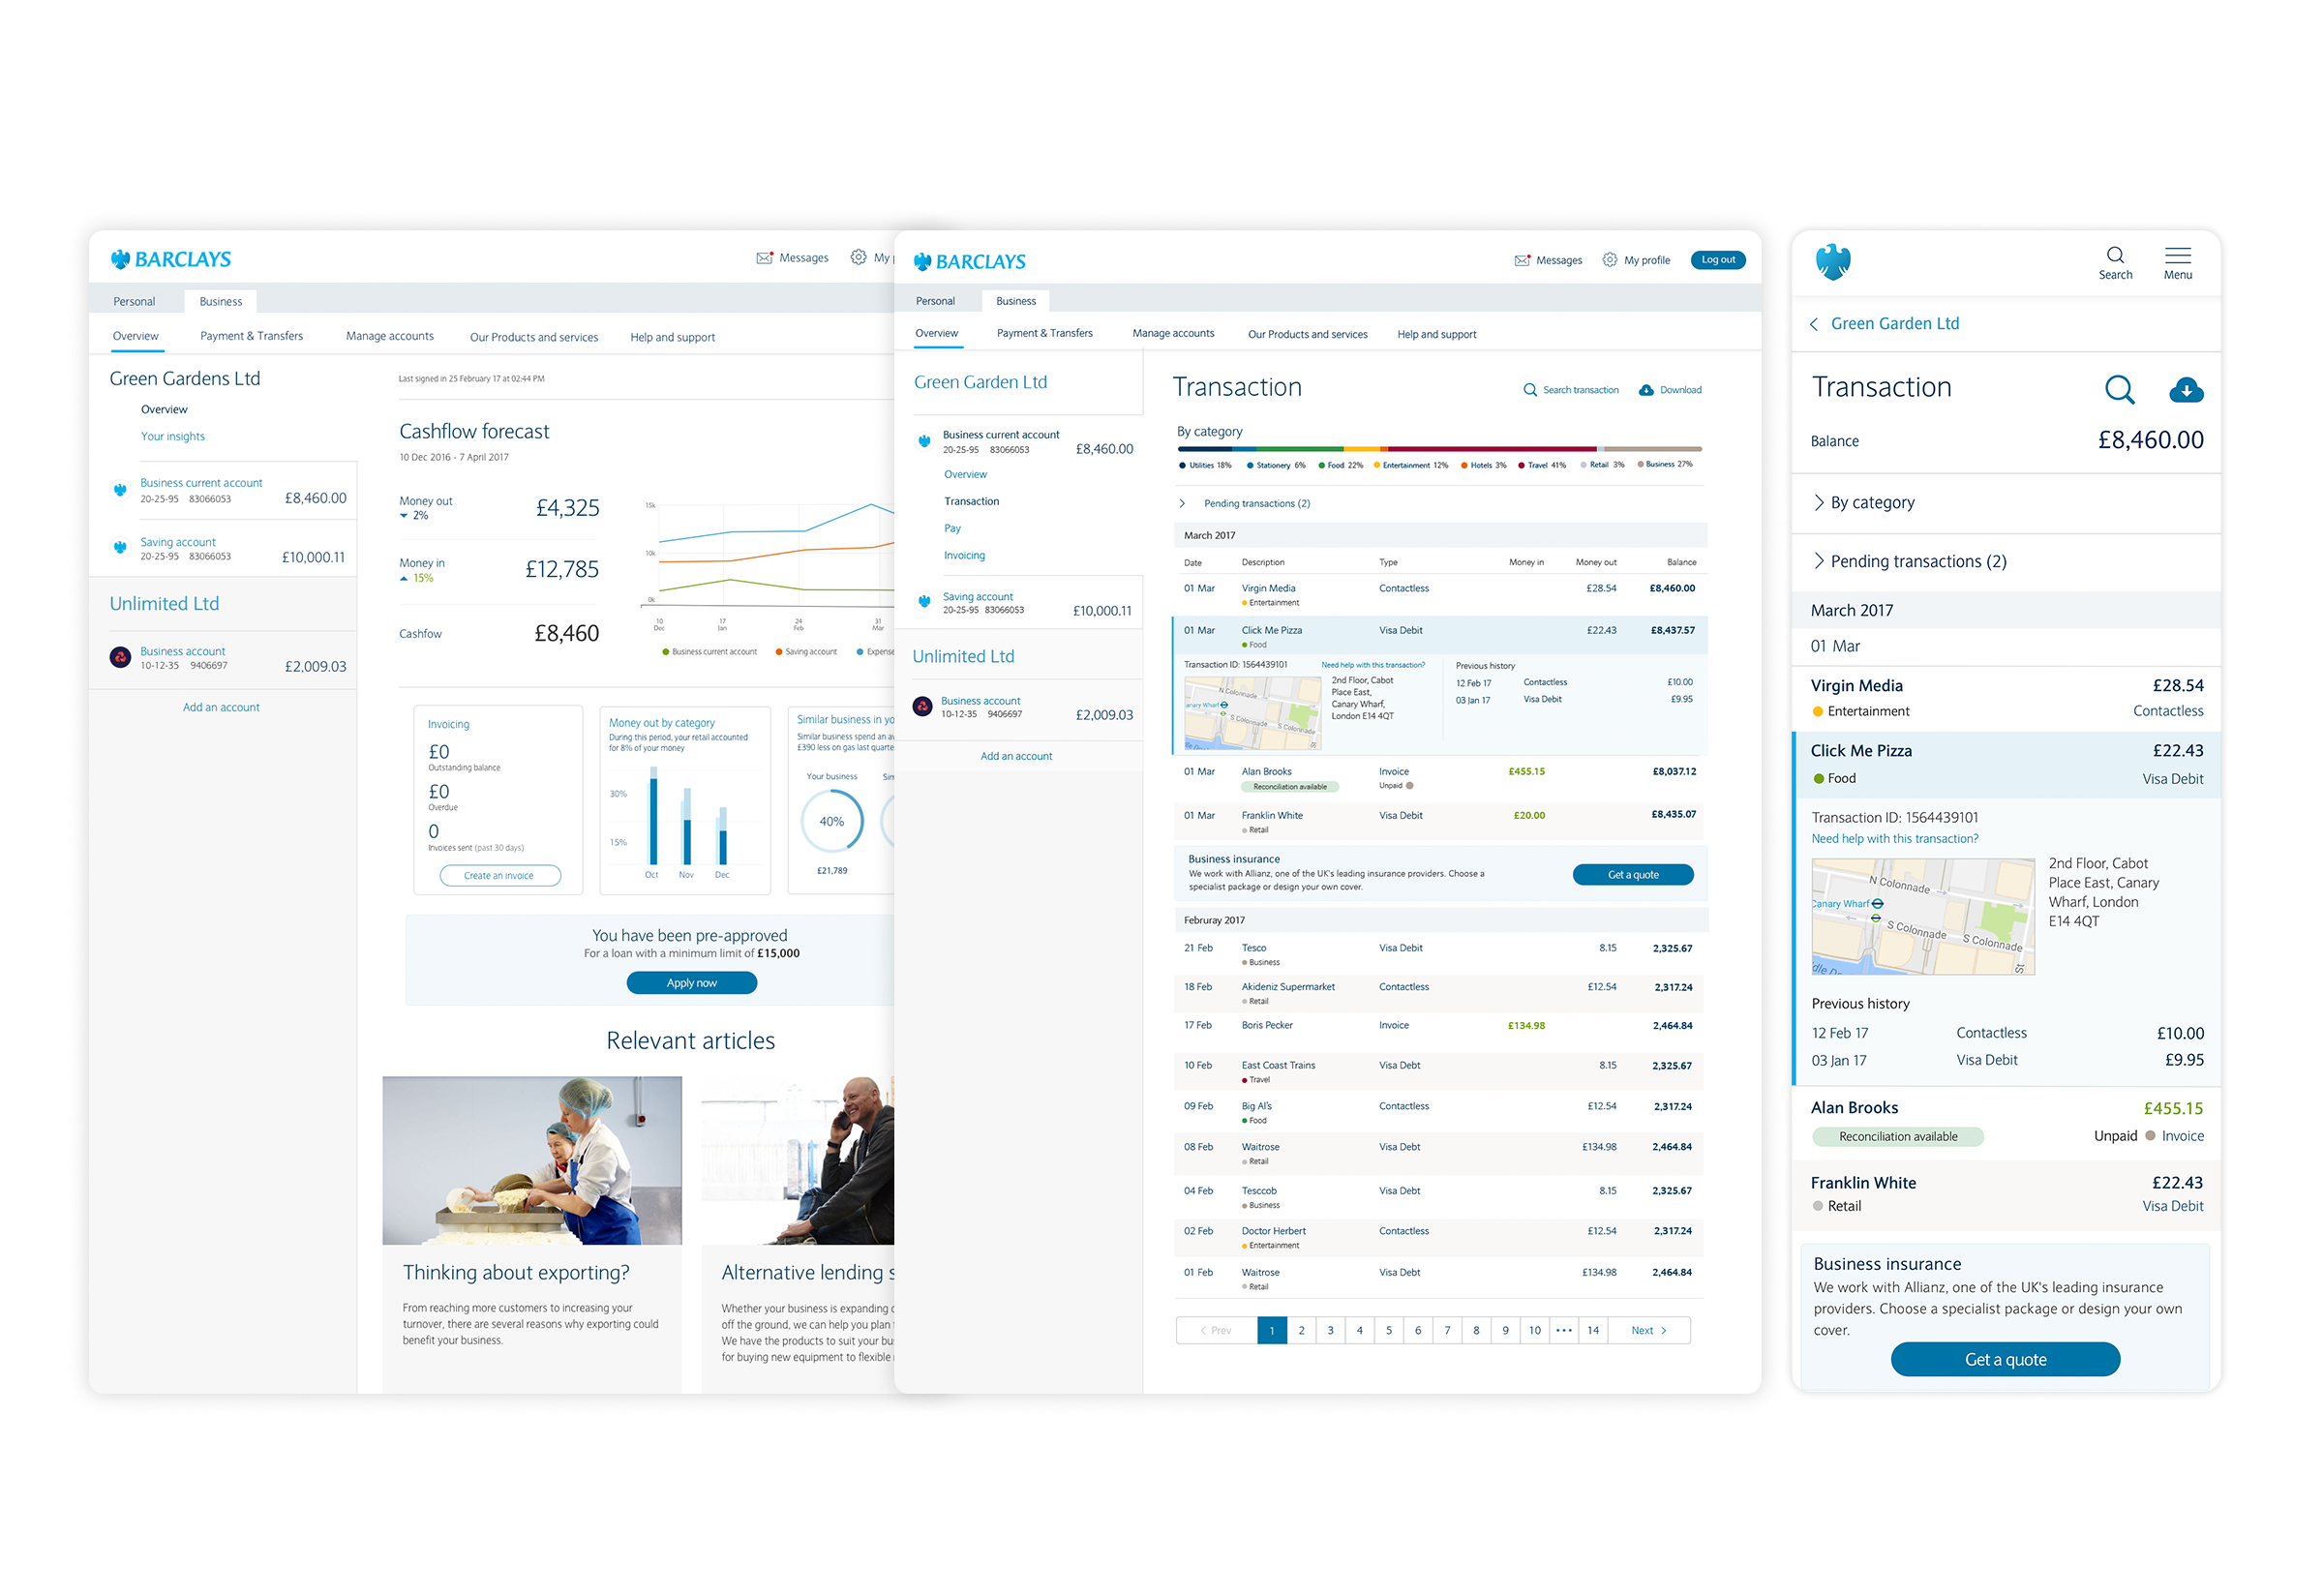 BARCLAYS
Messages
My
Personal
Business
Overview
Payment & Transfers
Manage accounts
Our Products and services
Help and support
Green Gardens Ltd
Overview
Your insights
Business current account
20-25-95 83066053
£8,460.00
Saving account
20-25-95 83066053
£10,000.11
Unlimited Ltd
Business account
10-12-35 9406697
£2,009.03
Add an account
Last signed in 25 February 17 at 02:44 PM
Cashflow forecast
10 Dec 2016 - 7 April 2017
Money out
2%
£4,325
Money in
15%
£12,785
Cashfow
£8,460
15k
10k
0k
10 Dec
17 Jan
24 Feb
31 Mar
Business current account
Saving account
Expense
Invoicing
£0
Outstanding balance
£0
Overdue
0
Invoices sent (past 30 days)
Create an invoice
Money out by category
During this period, your retail accounted
for 8% of your money
30%
15%
Oct
Nov
Dec
Similar business in yo
Similar business spend an av
£390 less on gas last quarte
Your business
Sim
40%
£21,789
You have been pre-approved
For a loan with a minimum limit of £15,000
Apply now
Relevant articles
Thinking about exporting?
From reaching more customers to increasing your
turnover, there are several reasons why exporting could
benefit your business.
Alternative lending s
Whether your business is expanding o
off the ground, we can help you plan
We have the products to suit your bu
for buying new equipment to flexible
BARCLAYS
Messages
My profile
Log out
Personal
Business
Overview
Payment & Transfers
Manage accounts
Our Products and services
Help and support
Green Garden Ltd
Business current account
20-25-95 83066053
£8,460.00
Overview
Transaction
Pay
Invoicing
Saving account
20-25-95 83066053
£10,000.11
Unlimited Ltd
Business account
10-12-35 9406697
£2,009.03
Add an account
Transaction
Search transaction
Download
By category
Utilities 18%
Stationery 6%
Food 22%
Entertainment 12%
Hotels 3%
Travel 41%
Retail 3%
Business 27%
Pending transactions (2)
March 2017
Date Description Type Money in Money out Balance
01 Mar Virgin Media Contactless £28.54 £8,460.00
Entertainment
01 Mar Click Me Pizza Visa Debit £22.43 £8,437.57
Food
Transaction ID: 1564439101
Need help with this transaction?
N Colonnade
anary Wharf
S Colonnade
S Colonnade
dle D
2nd Floor, Cabot
Place East,
Canary Wharf,
London E14 4QT
Previous history
12 Feb 17 Contactless £10.00
03 Jan 17 Visa Debit £9.95
01 Mar Alan Brooks Invoice £455.15 £8,037.12
Reconciliation available
Unpaid
01 Mar Franklin White Visa Debit £20.00 £8,435.07
Retail
Business insurance
We work with Allianz, one of the UK's leading insurance providers. Choose a
specialist package or design your own cover.
Get a quote
Februray 2017
21 Feb Tesco Visa Debit 8.15 2,325.67
Business
18 Feb Akideniz Supermarket Contactless £12.54 2,317.24
Retail
17 Feb Boris Pecker Invoice £134.98 2,464.84
10 Feb East Coast Trains Visa Debt 8.15 2,325.67
Travel
09 Feb Big Al's Contactless £12.54 2,317.24
Food
08 Feb Waitrose Visa Debt £134.98 2,464.84
Retail
04 Feb Tesccob Visa Debt 8.15 2,325.67
Business
02 Feb Doctor Herbert Contactless £12.54 2,317.24
Entertainment
01 Feb Waitrose Visa Debt £134.98 2,464.84
Retail
Prev 1 2 3 4 5 6 7 8 9 10 ••• 14 Next
Search
Menu
Green Garden Ltd
Transaction
Balance
£8,460.00
By category
Pending transactions (2)
March 2017
01 Mar
Virgin Media £28.54
Entertainment Contactless
Click Me Pizza £22.43
Food Visa Debit
Transaction ID: 1564439101
Need help with this transaction?
N Colonnade
Canary Wharf
S Colonnade
S Colonnade
dle D
St
2nd Floor, Cabot
Place East, Canary
Wharf, London
E14 4QT
Previous history
12 Feb 17 Contactless £10.00
03 Jan 17 Visa Debit £9.95
Alan Brooks £455.15
Reconciliation available Unpaid Invoice
Franklin White £22.43
Retail Visa Debit
Business insurance
We work with Allianz, one of the UK's leading insurance
providers. Choose a specialist package or design your own
cover.
Get a quote